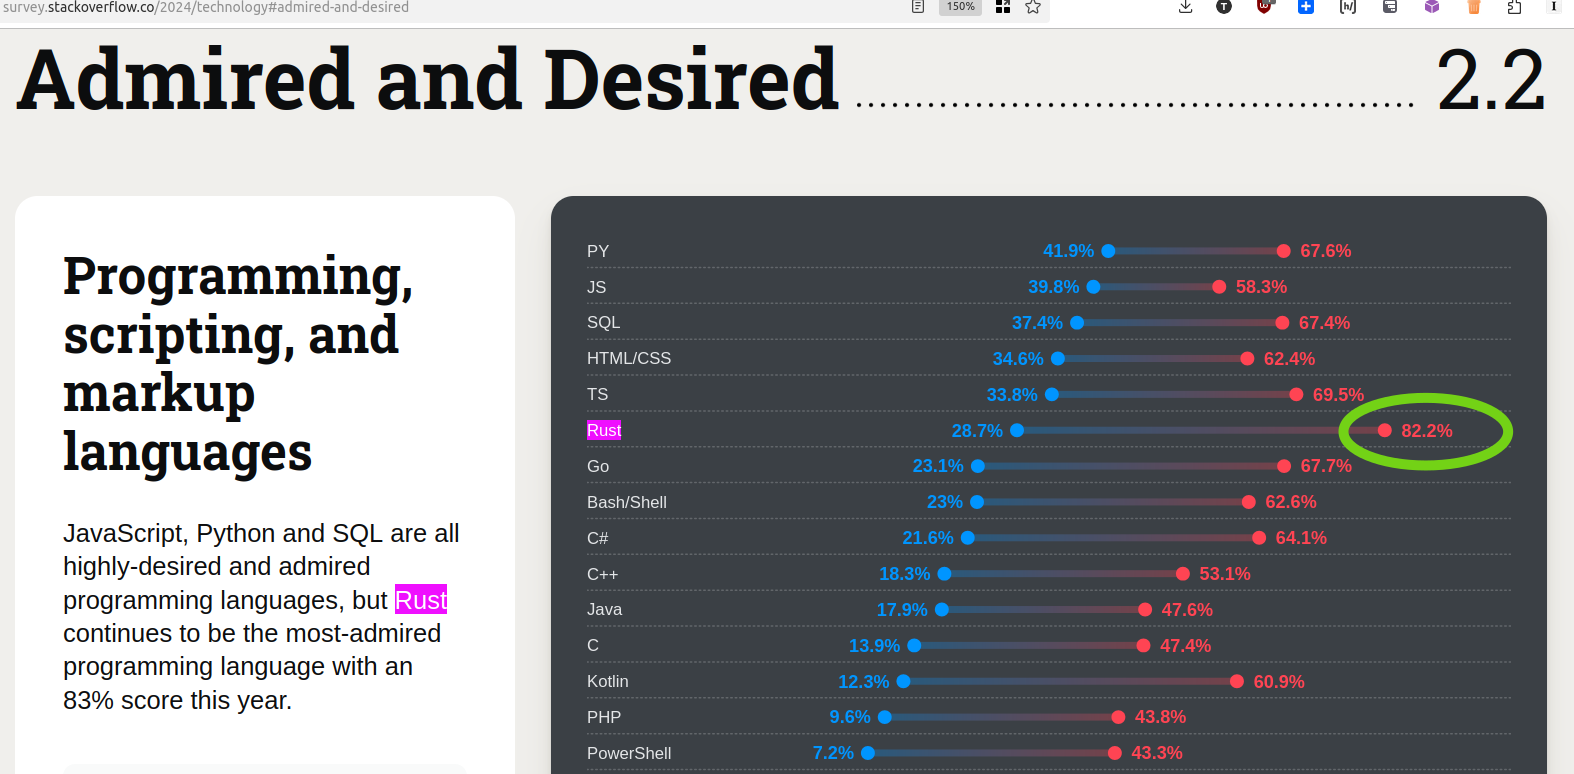 survey.stackoverflow.co/2024/technology#admired-and-desired
150%
T
[h/]
I
Admired and Desired 2.2
Programming,
scripting, and
markup
languages
JavaScript, Python and SQL are all
highly-desired and admired
programming languages, but Rust
continues to be the most-admired
programming language with an
83% score this year.
PY 41.9% 67.6%
JS 39.8% 58.3%
SQL 37.4% 67.4%
HTML/CSS 34.6% 62.4%
TS 33.8% 69.5%
Rust 28.7% 82.2%
Go 23.1% 67.7%
Bash/Shell 23% 62.6%
C# 21.6% 64.1%
C++ 18.3% 53.1%
Java 17.9% 47.6%
C 13.9% 47.4%
Kotlin 12.3% 60.9%
PHP 9.6% 43.8%
PowerShell 7.2% 43.3%